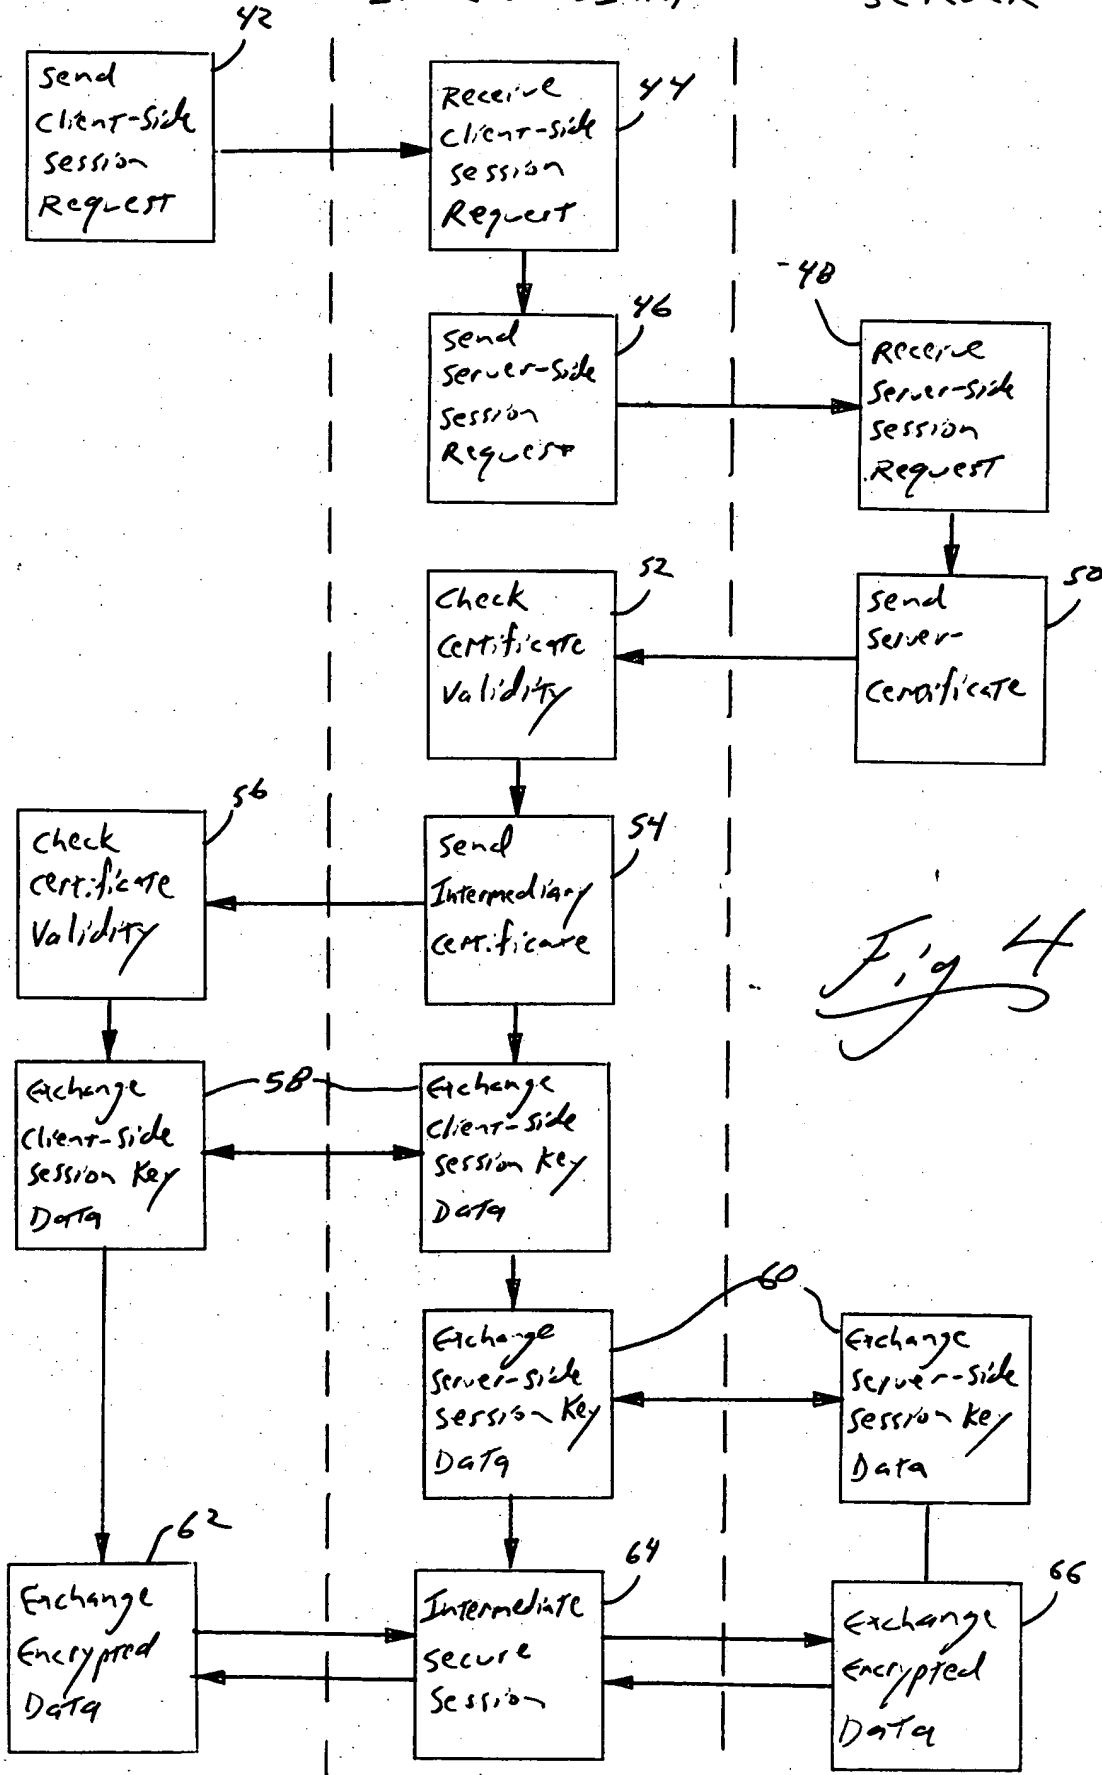 42
Send
Client-Side
Session
Request
Receive
Client-Side
Session
Request
44
Send
Server-Side
Session
Request
46
48
Receive
Server-Side
Session
Request
Check
Certificate
Validity
52
Send
Server-
Certificate
50
56
Check
Certificate
Validity
Send
Intermediary
Certificate
54
Fig 4
Exchange
Client-Side
Session Key
Data
58
Exchange
Client-Side
Session Key
Data
Exchange
Server-Side
Session Key
Data
60
Exchange
Server-Side
Session Key
Data
62
Exchange
Encrypted
Data
64
Intermediate
Secure
Session
66
Exchange
Encrypted
Data